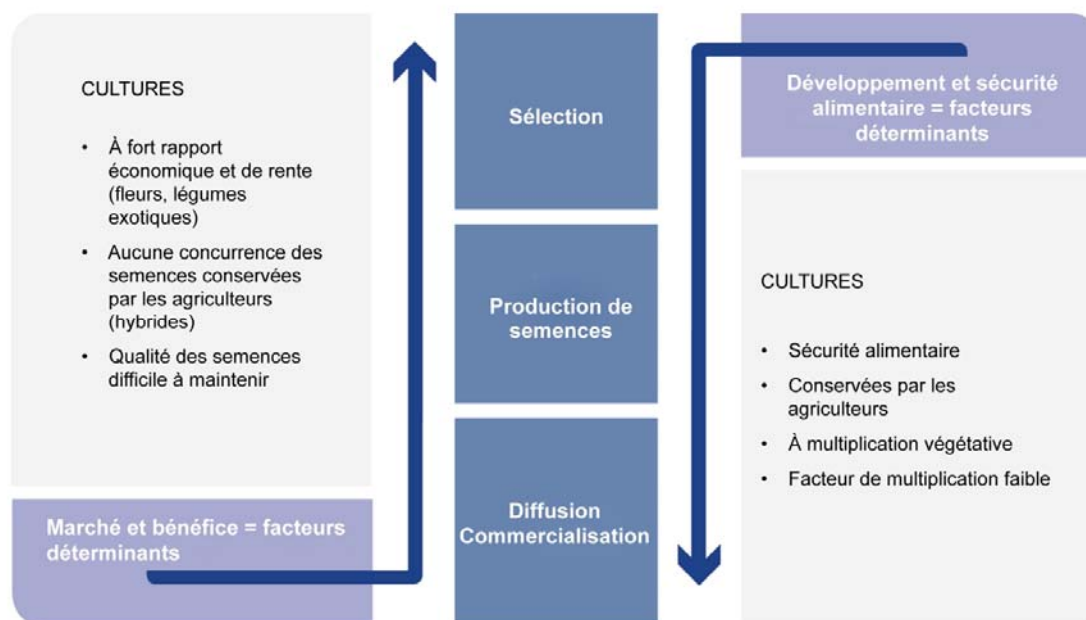 CULTURES
• À fort rapport
économique et de rente
(fleurs, légumes
exotiques)
• Aucune concurrence des
semences conservées
par les agriculteurs
(hybrides)
• Qualité des semences
difficile à maintenir
Marché et bénéfice = facteurs
déterminants
Sélection
Production de
semences
Diffusion
Commercialisation
Développement et sécurité
alimentaire = facteurs
déterminants
CULTURES
• Sécurité alimentaire
• Conservées par les
agriculteurs
• À multiplication végétative
• Facteur de multiplication faible